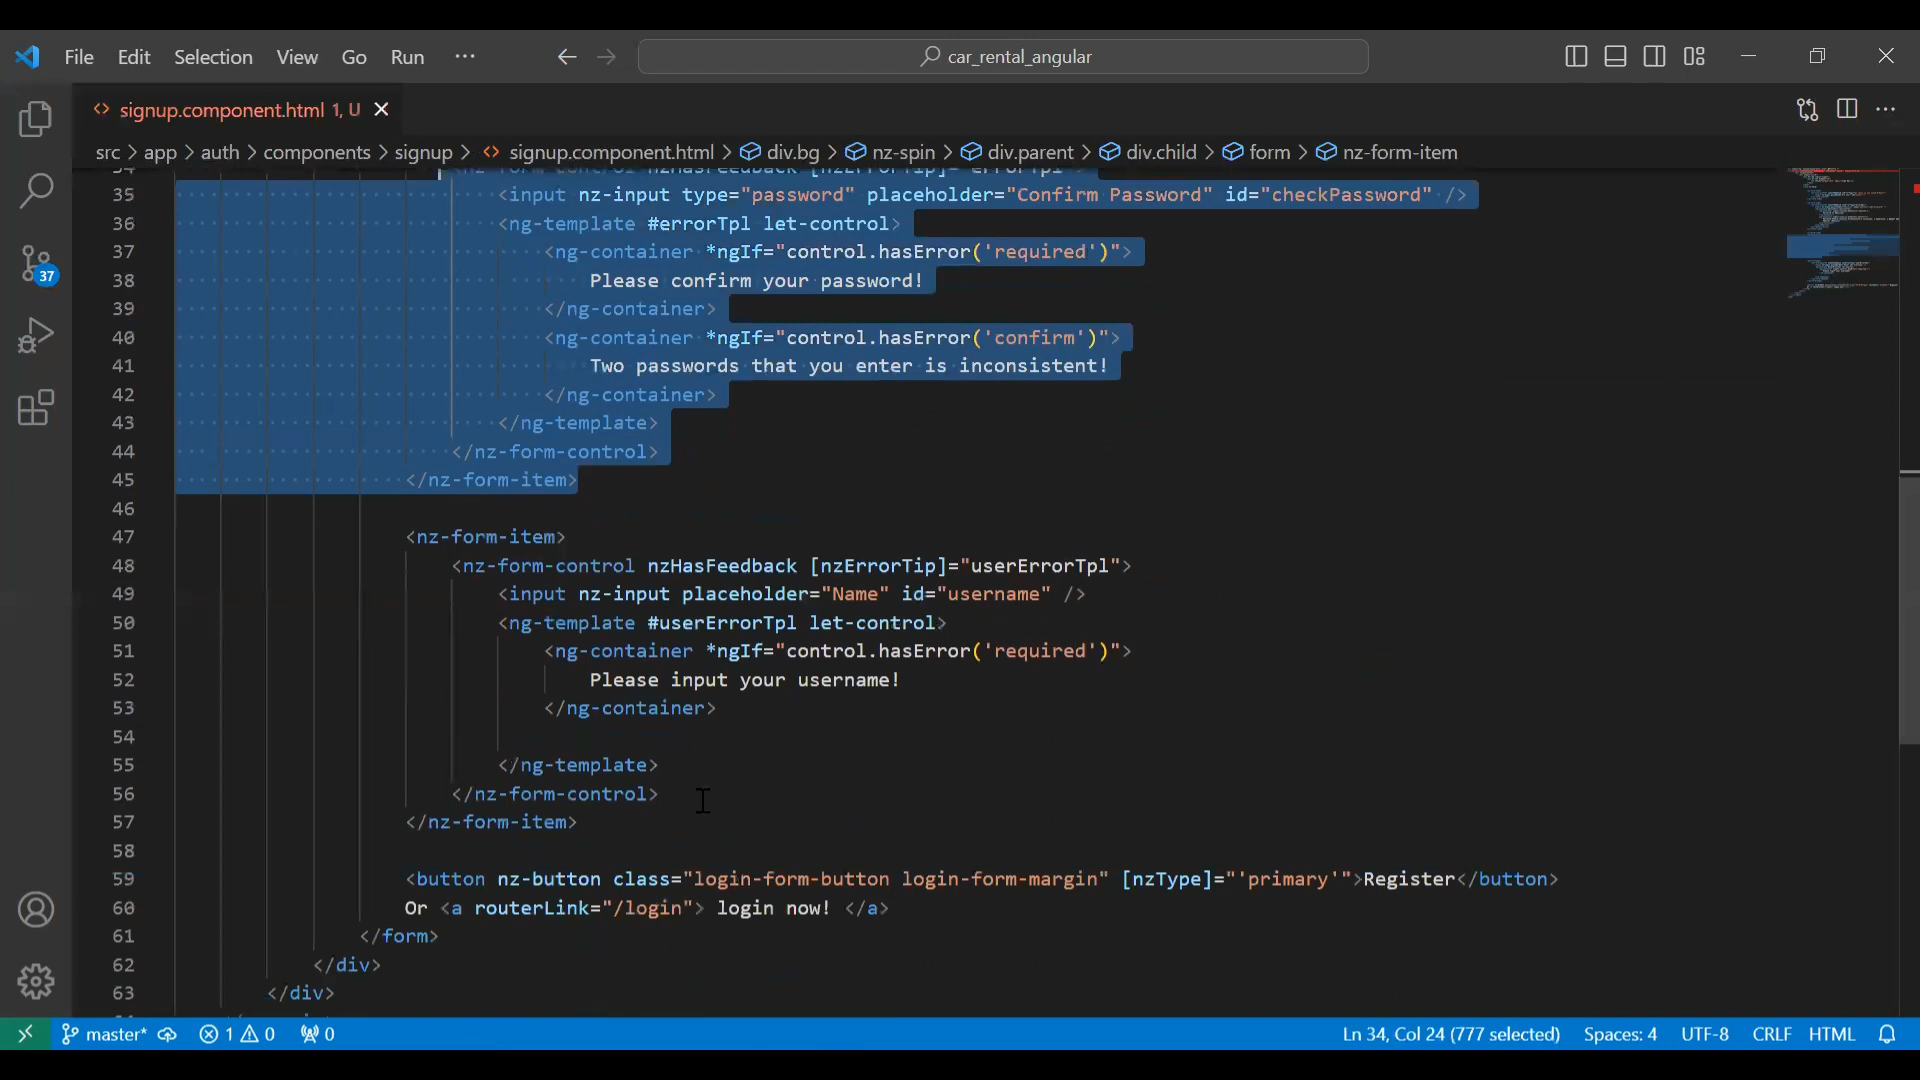 File Edit View Selection View Go Run ··· car_rental_angular
signup.component.html 1, U
src > app > auth > components > signup > signup.component.html > div.bg > nz-spin > div.parent > div.child > form > nz-form-item
34 <nz-form-control nzHasFeedback [nzErrorTip]="errorTpl">
35 <input nz-input type="password" placeholder="Confirm Password" id="checkPassword" />
36 <ng-template #errorTpl let-control>
37 <ng-container *ngIf="control.hasError('required')">
38 Please confirm your password!
39 </ng-container>
40 <ng-container *ngIf="control.hasError('confirm')">
41 Two passwords that you enter is inconsistent!
42 </ng-container>
43 </ng-template>
44 </nz-form-control>
45 </nz-form-item>
46
47 <nz-form-item>
48 <nz-form-control nzHasFeedback [nzErrorTip]="userErrorTpl">
49 <input nz-input placeholder="Name" id="username" />
50 <ng-template #userErrorTpl let-control>
51 <ng-container *ngIf="control.hasError('required')">
52 Please input your username!
53 </ng-container>
54
55 </ng-template>
56 </nz-form-control>
57 </nz-form-item>
58
59 <button nz-button class="login-form-button login-form-margin" [nzType]="'primary'">Register</button>
60 Or <a routerLink="/login"> login now! </a>
61 </form>
62 </div>
63 </div>
37
master* 1 0 0 Ln 34, Col 24 (777 selected) Spaces: 4 UTF-8 CRLF HTML